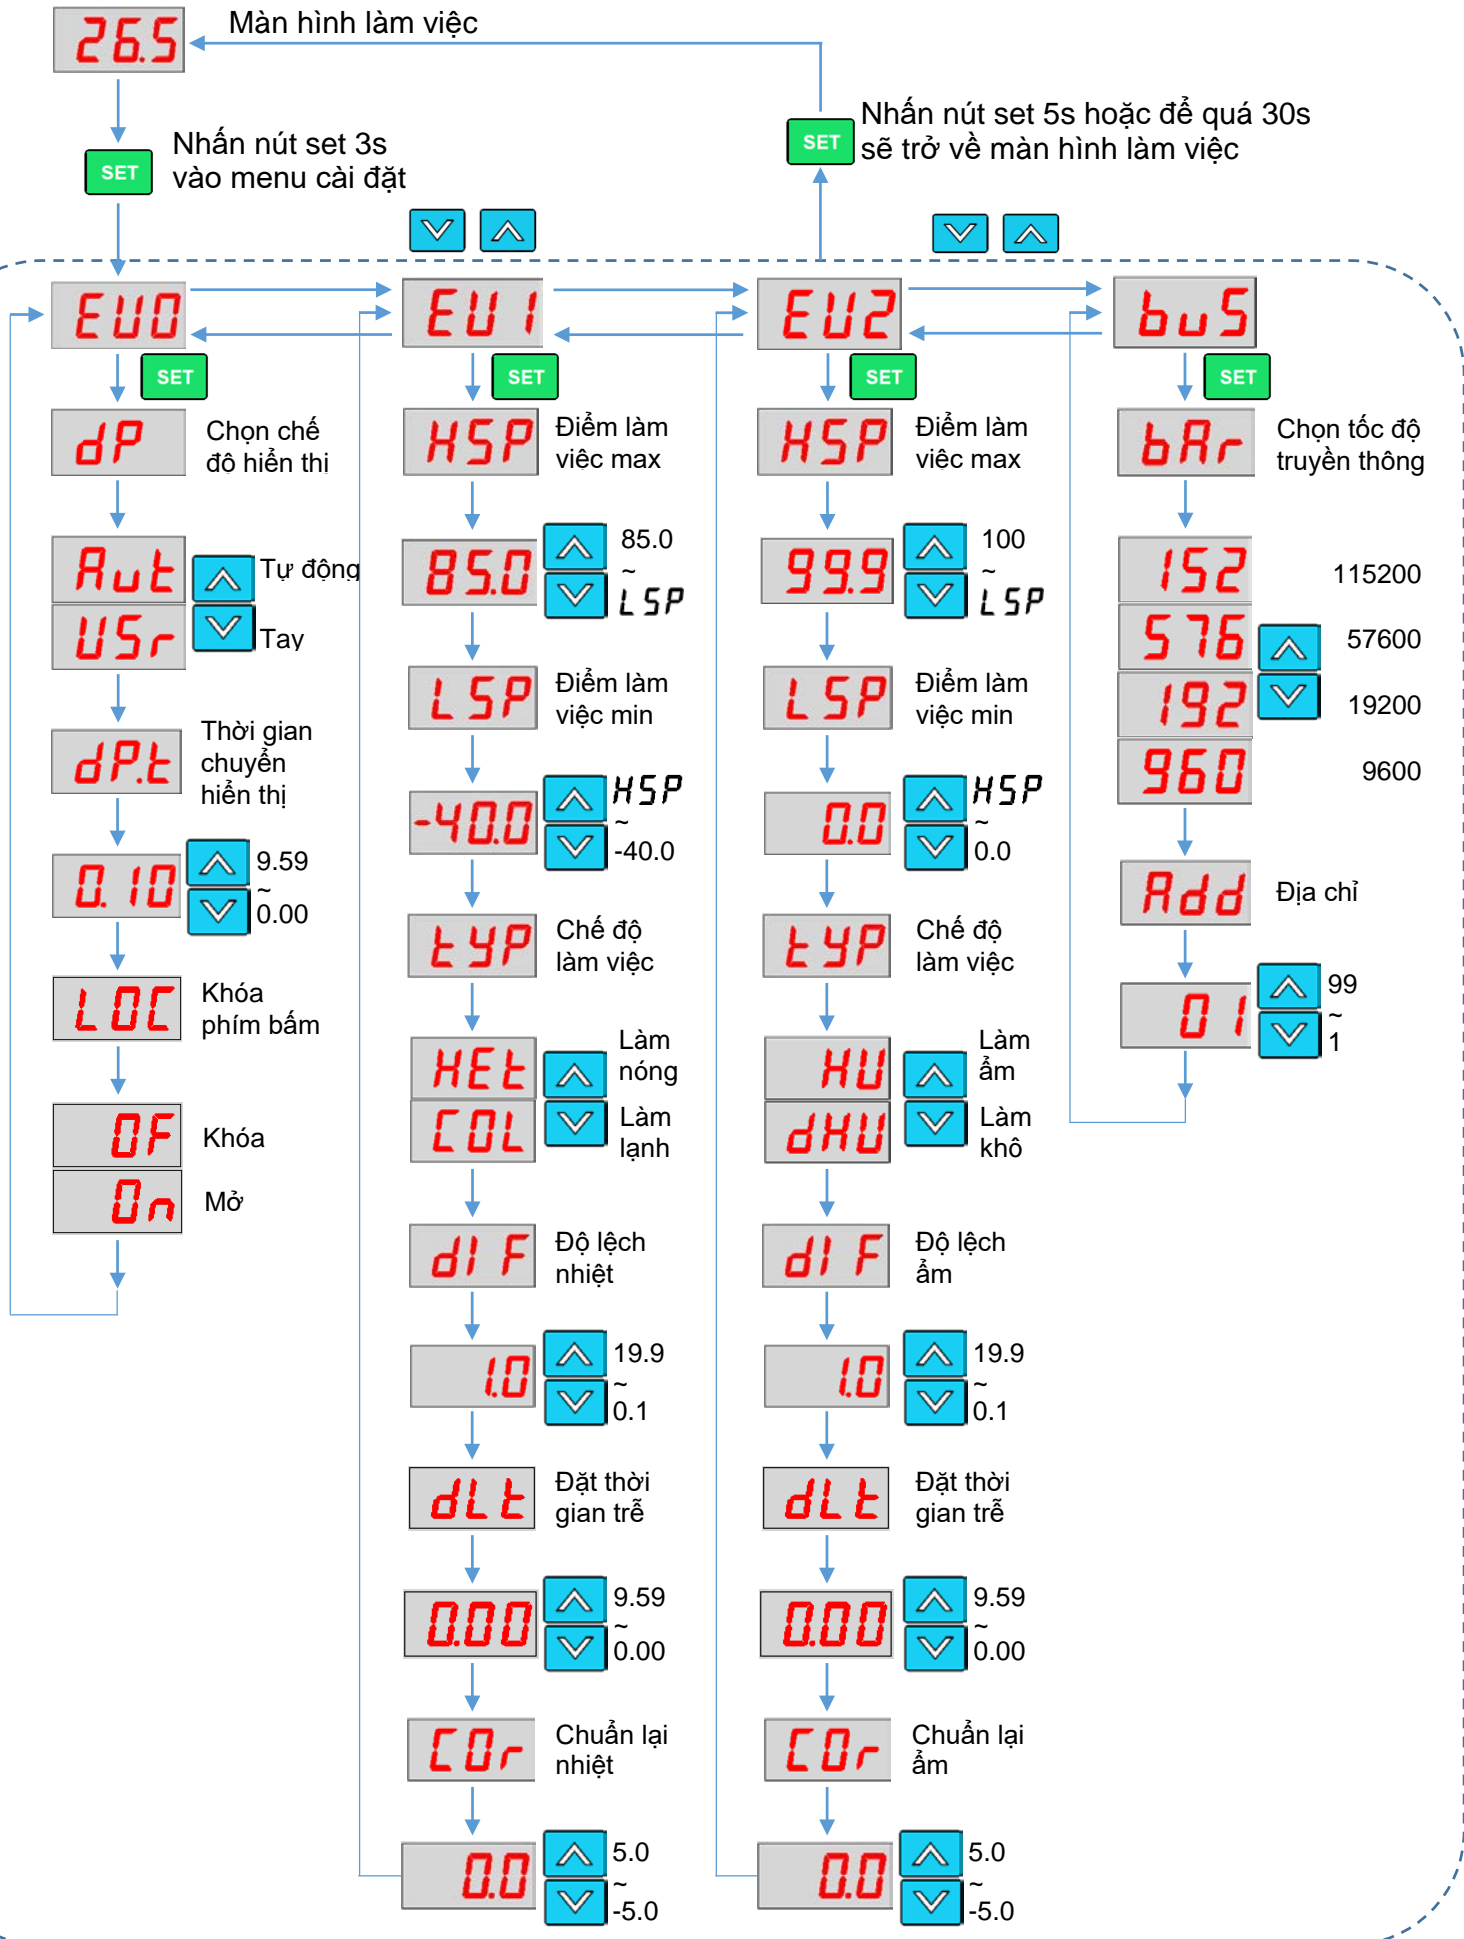 26.5
Màn hình làm việc
Nhấn nút set 3s
vào menu cài đặt
SET
Nhấn nút set 5s hoặc để quá 30s
sẽ trở về màn hình làm việc
SET
EU0
SET
dP
Chọn chế
độ hiển thi
Aut
Tự động
USr
Tay
dP.t
Thời gian
chuyển
hiển thị
0.10
9.59
~
0.00
LOC
Khóa
phím bấm
OF
Khóa
On
Mở
EU1
SET
HSP
Điểm làm
việc max
85.0
85.0
~
LSP
LSP
Điểm làm
việc min
-40.0
HSP
~
-40.0
tYP
Chế độ
làm việc
HEt
Làm
nóng
COL
Làm
lạnh
dIF
Độ lệch
nhiệt
1.0
19.9
~
0.1
dLt
Đặt thời
gian trễ
0.00
9.59
~
0.00
COr
Chuẩn lại
nhiệt
0.0
5.0
~
-5.0
EU2
SET
HSP
Điểm làm
việc max
99.9
100
~
LSP
LSP
Điểm làm
việc min
0.0
HSP
~
0.0
tYP
Chế độ
làm việc
HU
Làm
ẩm
dHU
Làm
khô
dIF
Độ lệch
ẩm
1.0
19.9
~
0.1
dLt
Đặt thời
gian trễ
0.00
9.59
~
0.00
COr
Chuẩn lại
ẩm
0.0
5.0
~
-5.0
buS
SET
bAr
Chọn tốc độ
truyền thông
152
115200
576
57600
192
19200
960
9600
Add
Địa chỉ
01
99
~
1